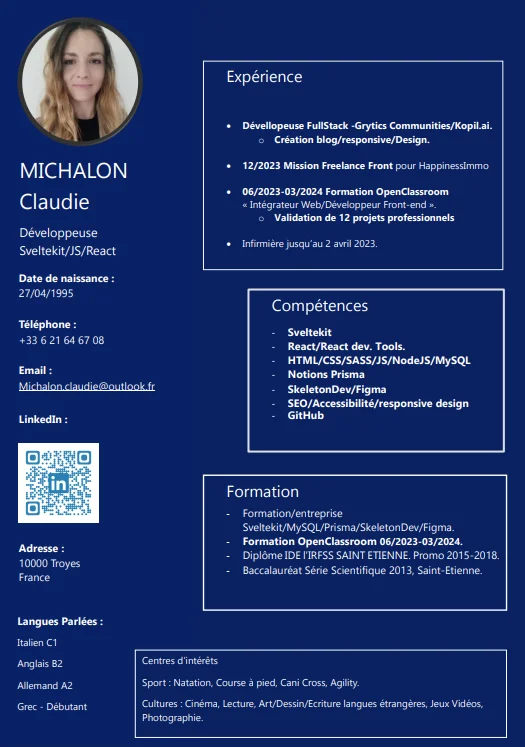 MICHALON
Claudie
Développeuse
Sveltekit/JS/React
Date de naissance :
27/04/1995
Téléphone :
+33 6 21 64 67 08
Email :
Michalon.claudie@outlook.fr
LinkedIn :
in
Adresse :
10000 Troyes
France
Langues Parlées :
Italien C1
Anglais B2
Allemand A2
Grec - Débutant
Expérience
• Dévellopeuse FullStack -Grytics Communities/Kopil.ai.
o Création blog/responsive/Design.
• 12/2023 Mission Freelance Front pour HappinessImmo
• 06/2023-03/2024 Formation OpenClassroom
« Intégrateur Web/Développeur Front-end ».
o Validation de 12 projets professionnels
• Infirmière jusqu'au 2 avril 2023.
Compétences
- Sveltekit
- React/React dev. Tools.
- HTML/CSS/SASS/JS/NodeJS/MySQL
- Notions Prisma
- SkeletonDev/Figma
- SEO/Accessibilité/responsive design
- GitHub
Formation
- Formation/entreprise
Sveltekit/MySQL/Prisma/SkeletonDev/Figma.
- Formation OpenClassroom 06/2023-03/2024.
- Diplôme IDE l'IRFSS SAINT ETIENNE. Promo 2015-2018.
- Baccalauréat Série Scientifique 2013, Saint-Etienne.
Centres d'intérêts
Sport : Natation, Course à pied, Cani Cross, Agility.
Cultures : Cinéma, Lecture, Art/Dessin/Ecriture langues étrangères, Jeux Vidéos,
Photographie.